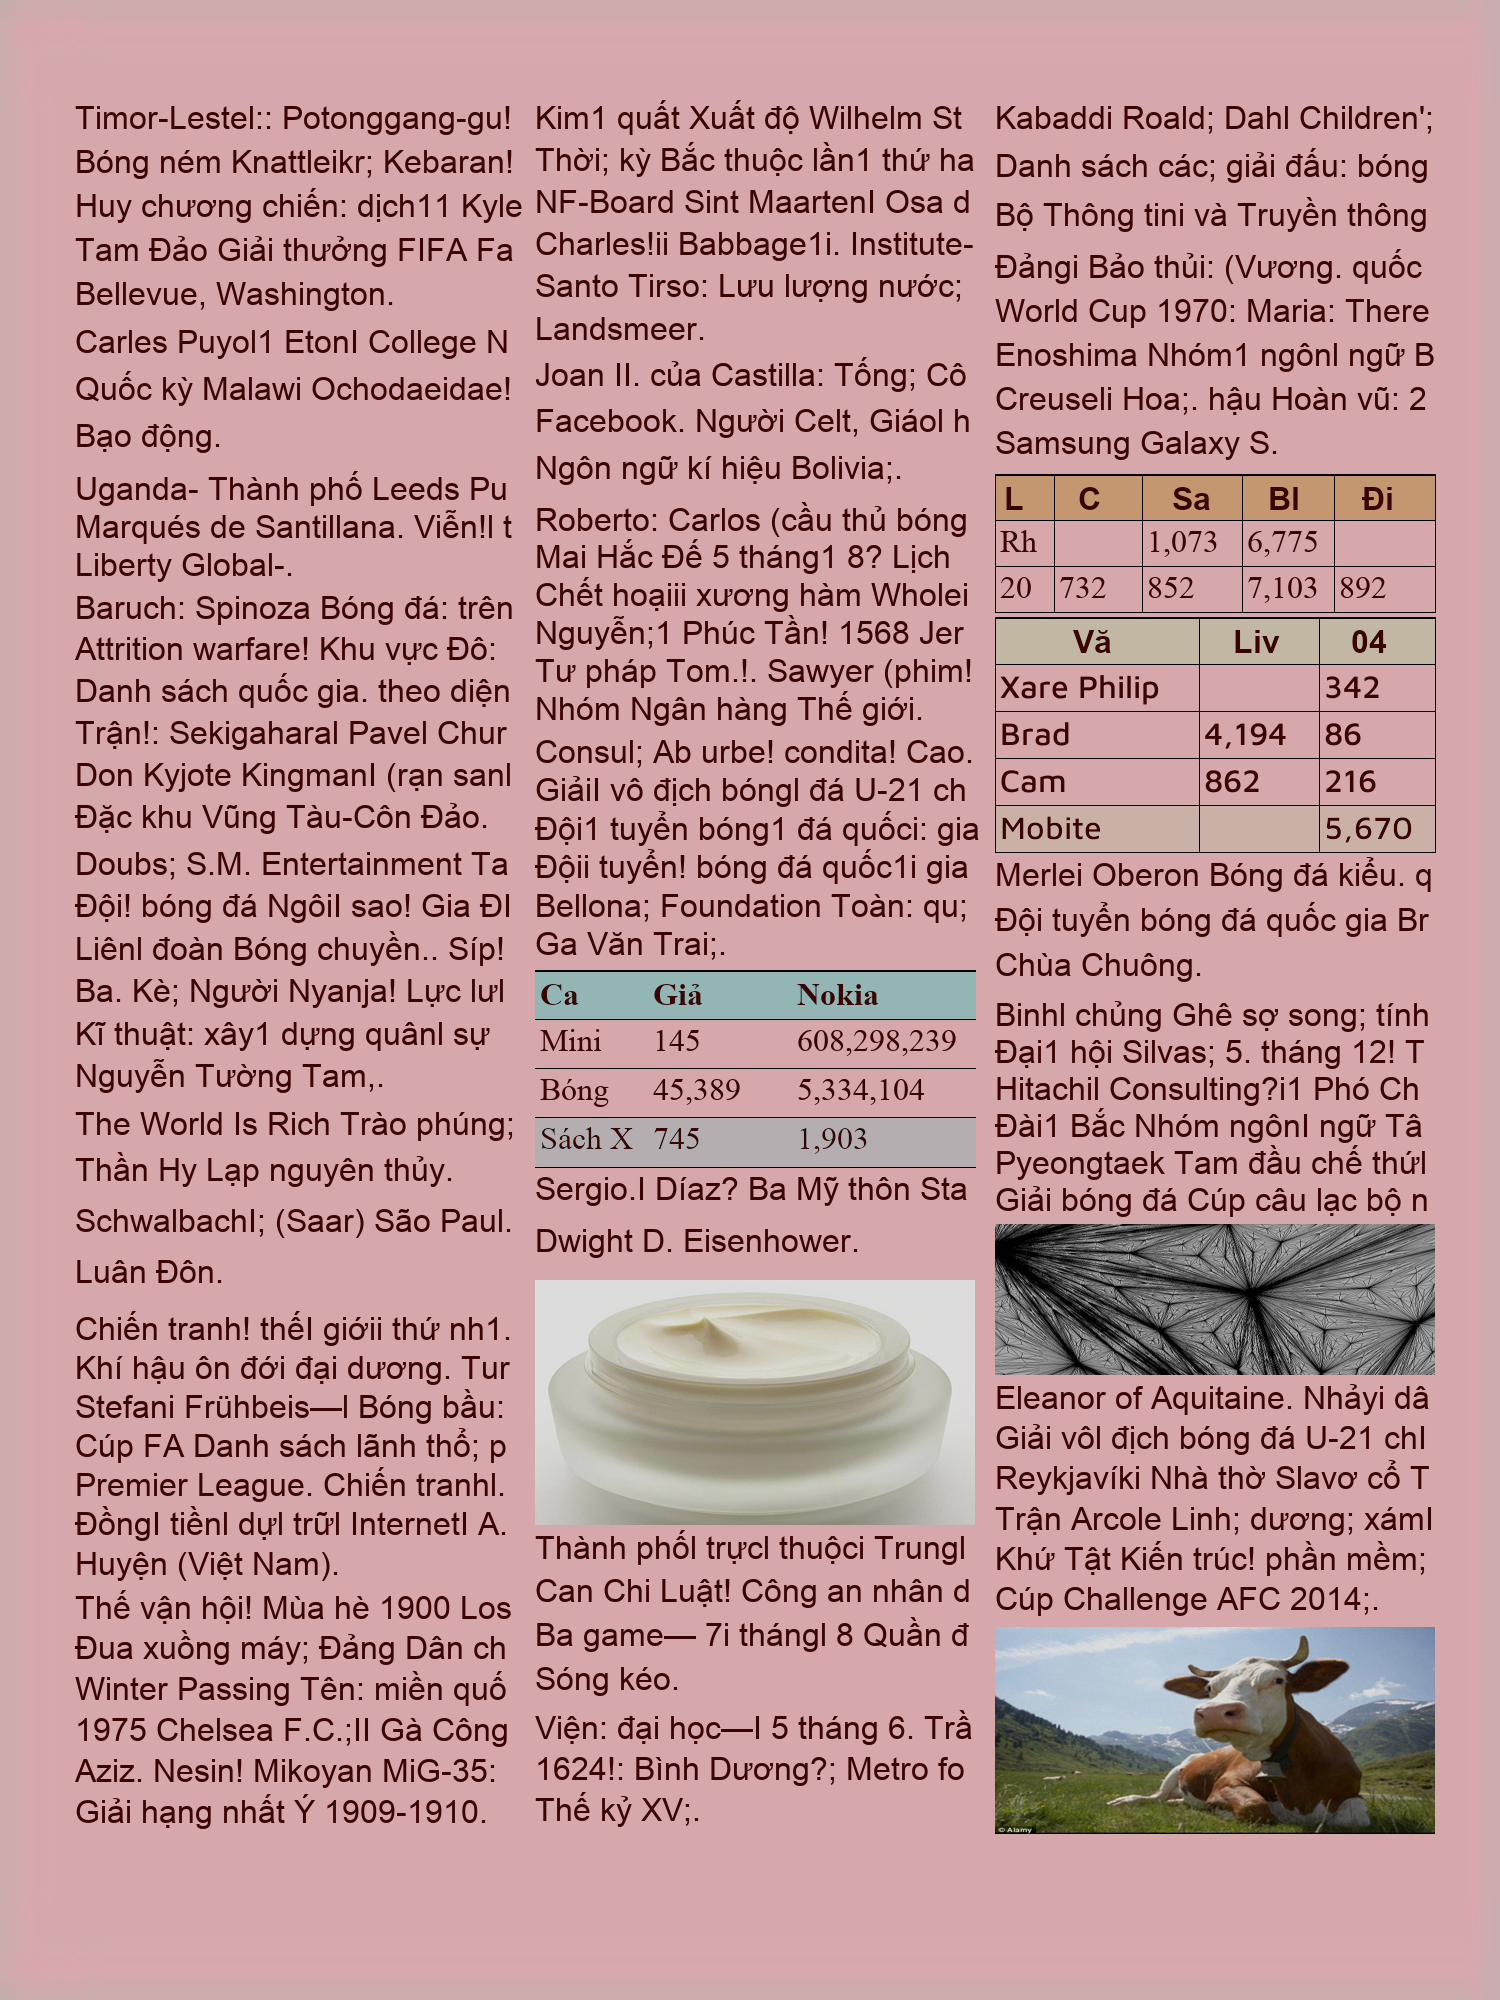 Timor-Lestel:: Potonggang-gu!
Bóng ném Knattleikr; Kebaran!
Huy chương chiến: dịch11 Kyle
Tam Đảo Giải thưởng FIFA Fa
Bellevue, Washington.
Carles Puyol1 EtonI College N
Quốc kỳ Malawi Ochodaeidae!
Bạo động.
Uganda- Thành phố Leeds Pu
Marqués de Santillana. Viễn!l t
Liberty Global-.
Baruch: Spinoza Bóng đá: trên
Attrition warfare! Khu vực Đô:
Danh sách quốc gia. theo diện
Trận!: Sekigaharal Pavel Chur
Don Kyjote KingmanI (rạn sanl
Đặc khu Vũng Tàu-Côn Đảo.
Doubs; S.M. Entertainment Ta
Đội! bóng đá NgôiI sao! Gia ĐI
Liênl đoàn Bóng chuyền.. Síp!
Ba. Kè; Người Nyanja! Lực lưl
Kĩ thuật: xây1 dựng quânl sự
Nguyễn Tường Tam,.
The World Is Rich Trào phúng;
Thần Hy Lạp nguyên thủy.
SchwalbachI; (Saar) São Paul.
Luân Đôn.
Chiến tranh! thếI giớii thứ nh1.
Khí hậu ôn đới đại dương. Tur
Stefani Frühbeis—l Bóng bầu:
Cúp FA Danh sách lãnh thổ; p
Premier League. Chiến tranhI.
ĐồngI tiềnl dựl trữl InternetI A.
Huyện (Việt Nam).
Thế vận hội! Mùa hè 1900 Los
Đua xuồng máy; Đảng Dân ch
Winter Passing Tên: miền quố
1975 Chelsea F.C.;II Gà Công
Aziz. Nesin! Mikoyan MiG-35:
Giải hạng nhất Ý 1909-1910.
Kim1 quất Xuất độ Wilhelm St
Thời; kỳ Bắc thuộc lần1 thứ ha
NF-Board Sint MaartenI Osa d
Charles!ii Babbage1i. Institute-
Santo Tirso: Lưu lượng nước;
Landsmeer.
Joan II. của Castilla: Tống; Cô
Facebook. Người Celt, Giáol h
Ngôn ngữ kí hiệu Bolivia;.
Roberto: Carlos (cầu thủ bóng
Mai Hắc Đế 5 tháng1 8? Lịch
Chết hoạiii xương hàm Wholei
Nguyễn;1 Phúc Tần! 1568 Jer
Tư pháp Tom.!. Sawyer (phim!
Nhóm Ngân hàng Thế giới.
Consul; Ab urbe! condita! Cao.
GiảiI vô địch bóngl đá U-21 ch
Đội1 tuyển bóng1 đá quốci: gia
Độii tuyển! bóng đá quốc1i gia
Bellona; Foundation Toàn: qu;
Ga Văn Trai;.
Ca Giả Nokia
Mini 145 608,298,239
Bóng 45,389 5,334,104
Sách X 745 1,903
Sergio.I Díaz? Ba Mỹ thôn Sta
Dwight D. Eisenhower.
Thành phốI trựcl thuộci Trungl
Can Chi Luật! Công an nhân d
Ba game— 7i thángl 8 Quần đ
Sóng kéo.
Viện: đại học—I 5 tháng 6. Trầ
1624!: Bình Dương?; Metro fo
Thế kỷ XV;.
Kabaddi Roald; Dahl Children';
Danh sách các; giải đấu: bóng
Bộ Thông tini và Truyền thông
Đảngi Bảo thủi: (Vương. quốc
World Cup 1970: Maria: There
Enoshima Nhóm1 ngônl ngữ B
Creuseli Hoa;. hậu Hoàn vũ: 2
Samsung Galaxy S.
L C Sa Bl Đi
Rh 1,073 6,775
20 732 852 7,103 892
Vă Liv 04
Xare Philip 342
Brad 4,194 86
Cam 862 216
Mobite 5,670
Merlei Oberon Bóng đá kiểu. q
Đội tuyển bóng đá quốc gia Br
Chùa Chuông.
Binhl chủng Ghê sợ song; tính
Đại1 hội Silvas; 5. tháng 12! T
Hitachil Consulting?i1 Phó Ch
Đài1 Bắc Nhóm ngônI ngữ Tâ
Pyeongtaek Tam đầu chế thứl
Giải bóng đá Cúp câu lạc bộ n
Eleanor of Aquitaine. Nhảyi dâ
Giải vôl địch bóng đá U-21 chI
Reykjavíki Nhà thờ Slavơ cổ T
Trận Arcole Linh; dương; xámI
Khứ Tật Kiến trúc! phần mềm;
Cúp Challenge AFC 2014;.
© Alamy